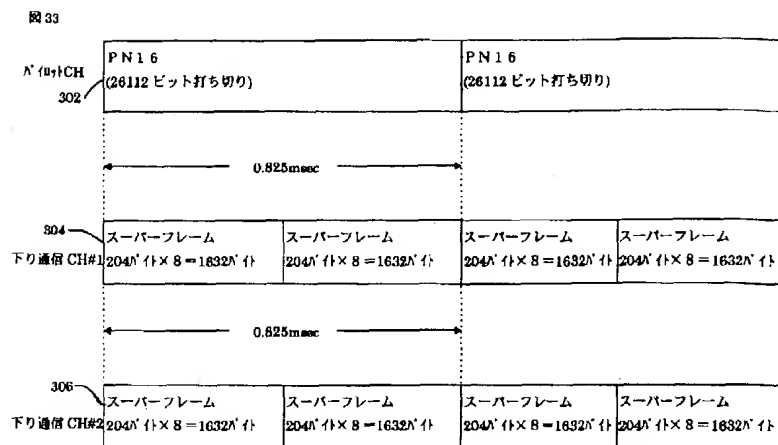 図33
PN16
PN16
パイロットCH
(26112 ビット打ち切り)
(26112 ビット打ち切り)
302
0.825msec
304
スーパーフレーム
スーパーフレーム
スーパーフレーム
スーパーフレーム
下り通信 CH#1
204バイト×8=1632バイト
204バイト×8=1632バイト
204バイト×8=1632バイト
204バイト×8=1632バイト
0.825msec
306
スーパーフレーム
スーパーフレーム
スーパーフレーム
スーパーフレーム
下り通信 CH#2
204バイト×8=1632バイト
204バイト×8=1632バイト
204バイト×8=1632バイト
204バイト×8=1632バイト